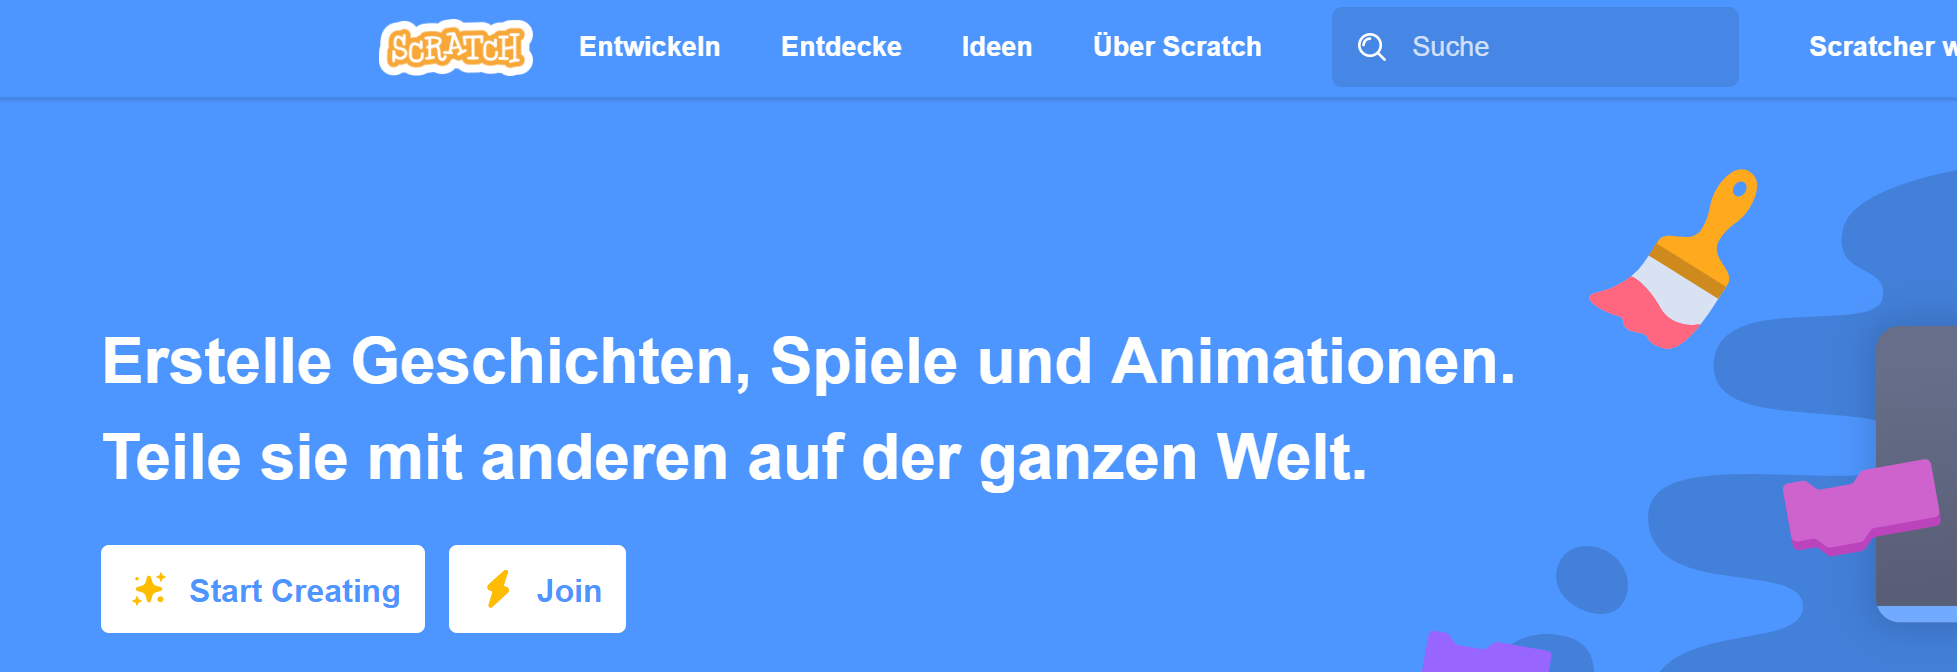 SCRATCH Entwickeln Entdecke Ideen Über Scratch Suche Scratcher
Erstelle Geschichten, Spiele und Animationen.
Teile sie mit anderen auf der ganzen Welt.
Start Creating Join